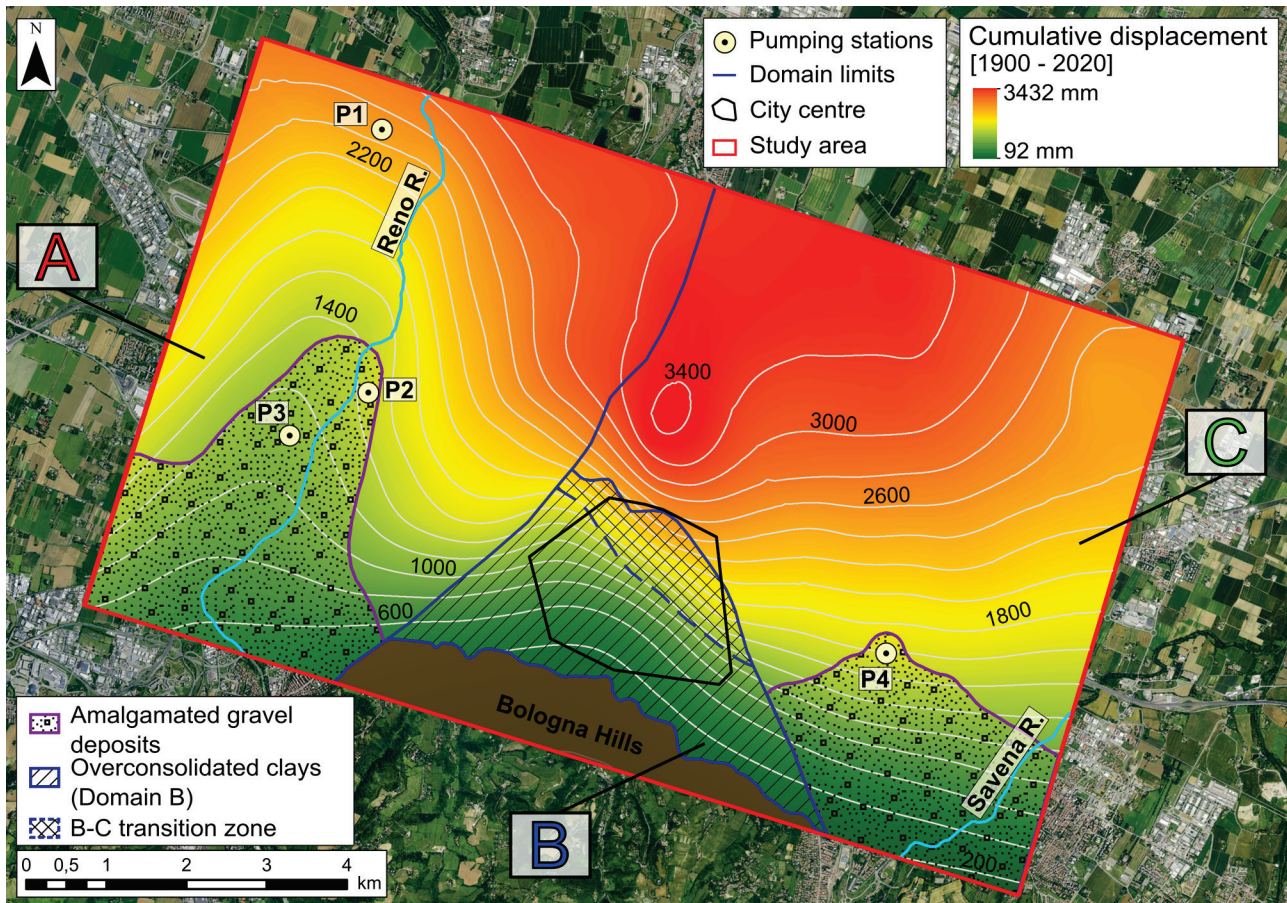 N
Pumping stations
Domain limits
City centre
Study area
Cumulative displacement
[1900 - 2020]
3432 mm
92 mm
P1
2200
Reno R.
A
1400
P2
P3
3400
3000
C
2600
1000
600
1800
P4
Bologna Hills
Savena R.
200
B
Amalgamated gravel
deposits
Overconsolidated clays
(Domain B)
B-C transition zone
0 0,5 1 2 3 4
km